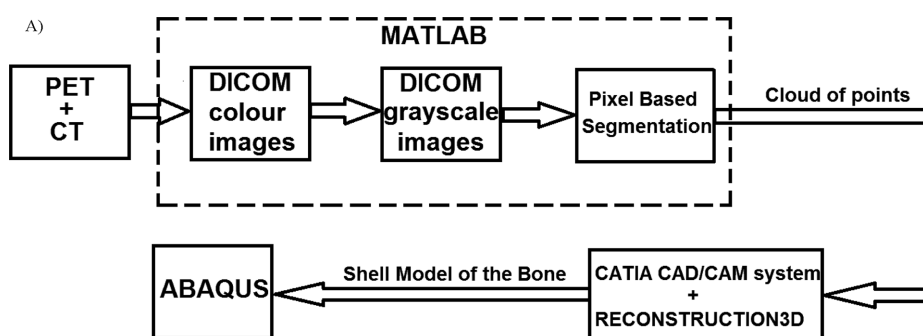 A)
MATLAB
PET
+
CT
DICOM
colour
images
DICOM
grayscale
images
Pixel Based
Segmentation
Cloud of points
ABAQUS
Shell Model of the Bone
CATIA CAD/CAM system
+
RECONSTRUCTION3D